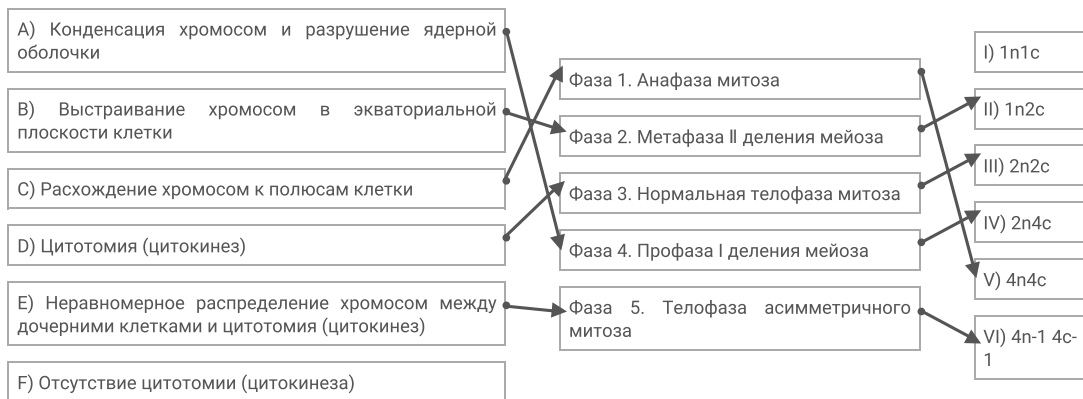 A) Конденсация хромосом и разрушение ядерной
оболочки
B) Выстраивание хромосом в экваториальной
плоскости клетки
C) Расхождение хромосом к полюсам клетки
D) Цитотомия (цитокинез)
E) Неравномерное распределение хромосом между
дочерними клетками и цитотомия (цитокинез)
F) Отсутствие цитотомии (цитокинеза)
Фаза 1. Анафаза митоза
Фаза 2. Метафаза II деления мейоза
Фаза 3. Нормальная телофаза митоза
Фаза 4. Профаза I деления мейоза
Фаза 5. Телофаза асимметричного
митоза
I) 1n1c
II) 1n2c
III) 2n2c
IV) 2n4c
V) 4n4c
VI) 4n-1 4c-
1